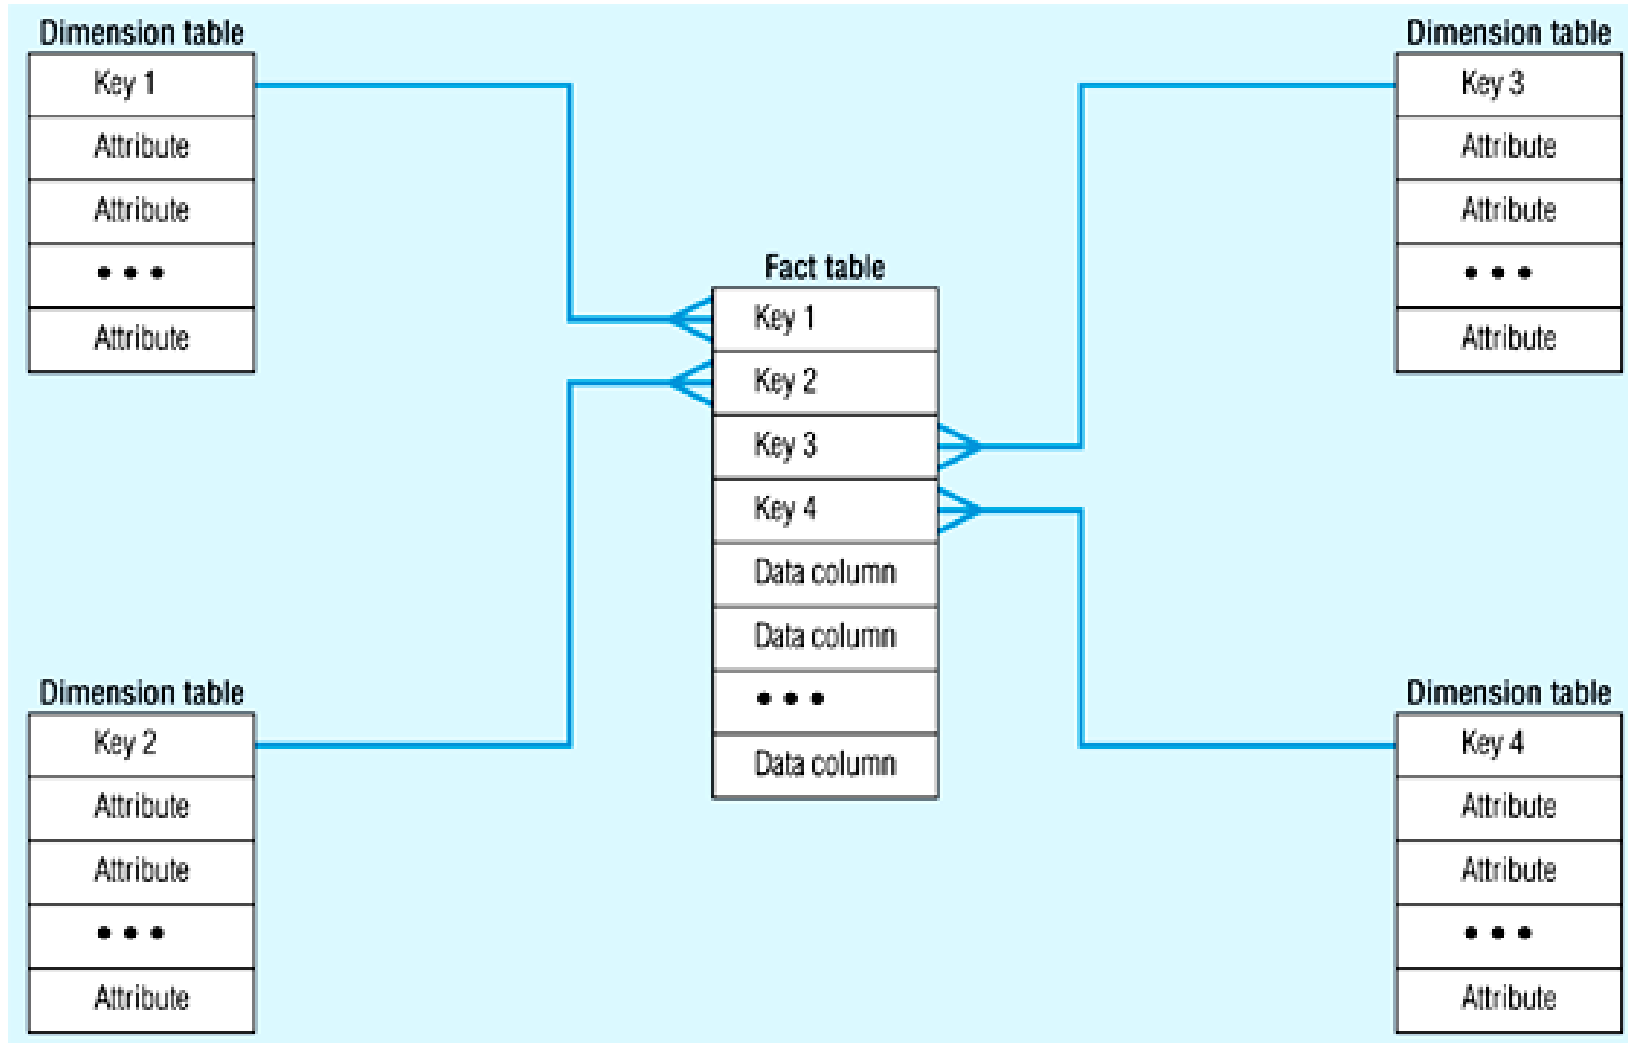 Dimension table
Key 1
Attribute
Attribute
• • •
Attribute
Dimension table
Key 3
Attribute
Attribute
• • •
Attribute
Fact table
Key 1
Key 2
Key 3
Key 4
Data column
Data column
• • •
Data column
Dimension table
Key 2
Attribute
Attribute
• • •
Attribute
Dimension table
Key 4
Attribute
Attribute
• • •
Attribute